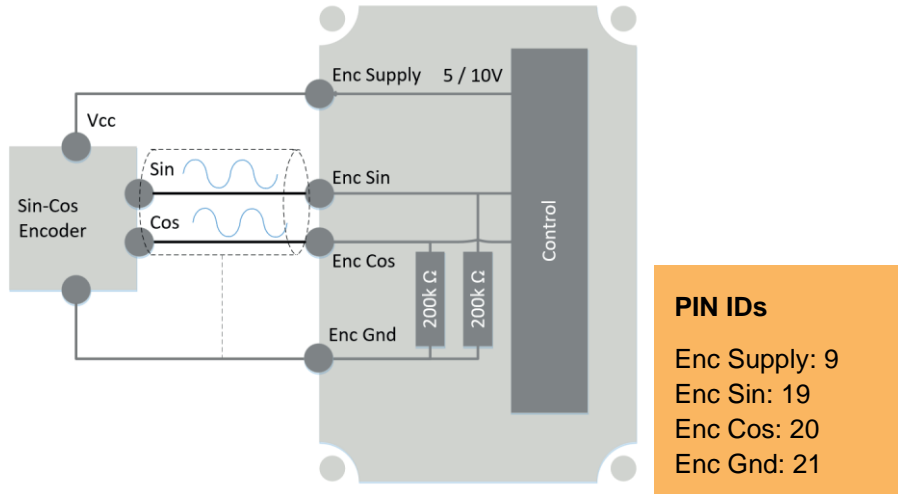 Enc Supply 5 / 10V
Vcc
Sin
Enc Sin
Sin-Cos
Encoder
Cos
Enc Cos
Control
200k Ω
200k Ω
Enc Gnd
PIN IDs
Enc Supply: 9
Enc Sin: 19
Enc Cos: 20
Enc Gnd: 21